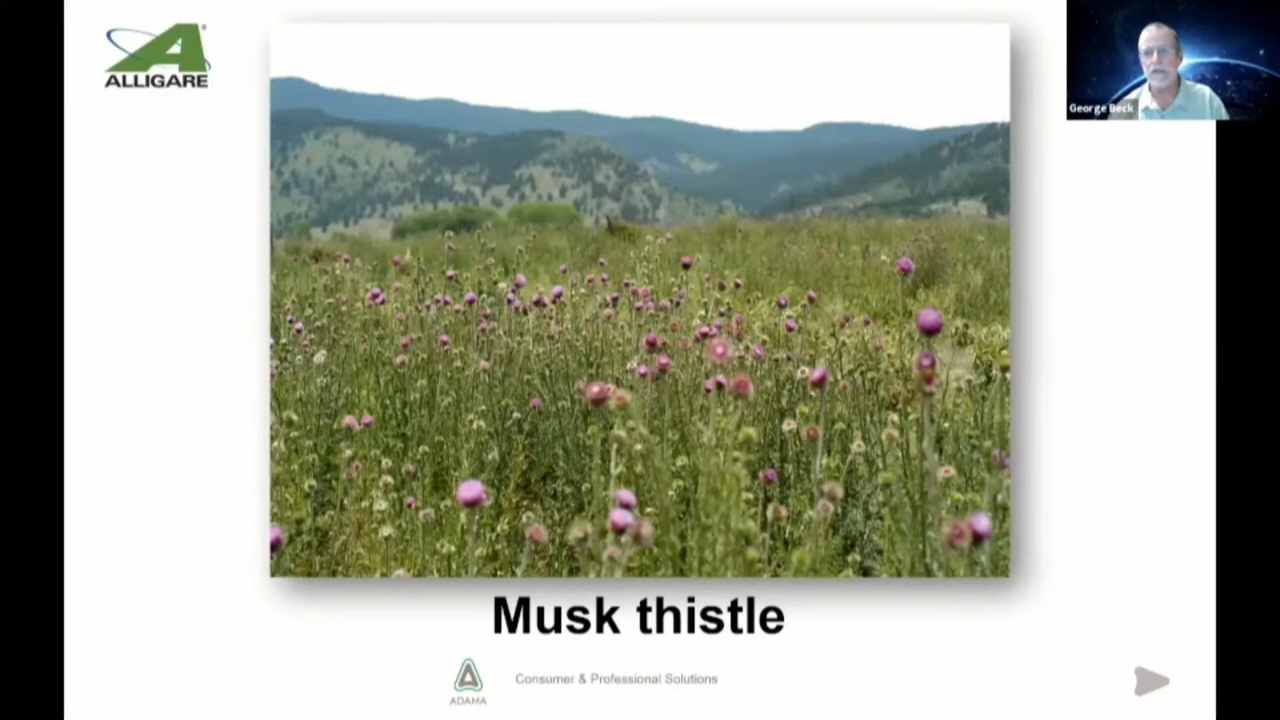 ALLIGARE
George Beck
Musk thistle
ADAMA
Consumer & Professional Solutions